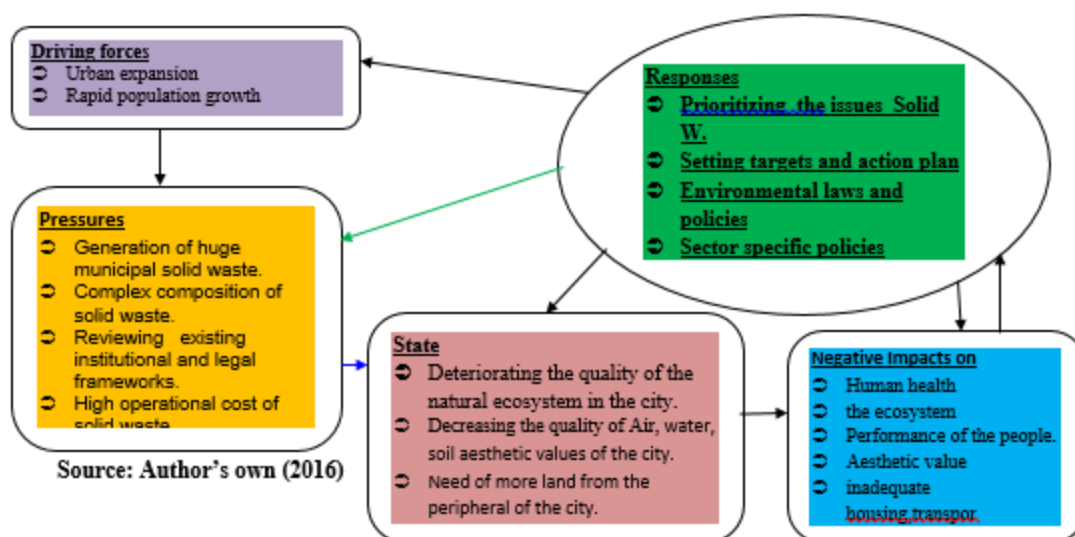 Driving forces
➲ Urban expansion
➲ Rapid population growth
Responses
➲ Prioritizing the issues Solid
W.
➲ Setting targets and action plan
➲ Environmental laws and
policies
➲ Sector specific policies
Pressures
➲ Generation of huge
municipal solid waste.
➲ Complex composition of
solid waste.
➲ Reviewing existing
institutional and legal
frameworks.
➲ High operational cost of
solid waste
Source: Author's own (2016)
State
➲ Deteriorating the quality of the
natural ecosystem in the city.
➲ Decreasing the quality of Air, water,
soil aesthetic values of the city.
➲ Need of more land from the
peripheral of the city.
Negative Impacts on
➲ Human health
➲ the ecosystem
➲ Performance of the people.
➲ Aesthetic value
➲ inadequate
housing,transpor